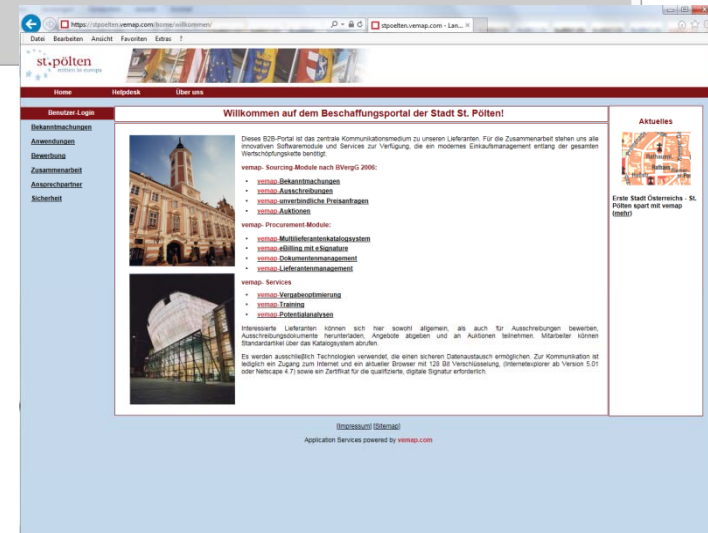 https://stpoelten.vemap.com/home/willkommen/
stpoelten.vemap.com - Lan...
Datei Bearbeiten Ansicht Favoriten Extras ?
st.pölten
mitten in europa
Home Helpdesk Über uns
Benutzer-Login
Bekanntmachungen
Anwendungen
Bewerbung
Zusammenarbeit
Ansprechpartner
Sicherheit
Willkommen auf dem Beschaffungsportal der Stadt St. Pölten!
Dieses B2B-Portal ist das zentrale Kommunikationsmedium zu unseren Lieferanten. Für die Zusammenarbeit stehen uns alle
innovativen Softwaremodule und Services zur Verfügung, die ein modernes Einkaufsmanagement entlang der gesamten
Wertschöpfungskette benötigt.
vemap- Sourcing-Module nach BVergG 2006:
• vemap-Bekanntmachungen
• vemap-Ausschreibungen
• vemap-unverbindliche Preisanfragen
• vemap-Auktionen
vemap- Procurement-Module:
• vemap-Multilieferantenkatalogsystem
• vemap-eBilling mit eSignature
• vemap-Dokumentenmanagement
• vemap-Lieferantenmanagement
vemap- Services
• vemap-Vergabeoptimierung
• vemap-Training
• vemap-Potentialanalysen
Interessierte Lieferanten können sich hier sowohl allgemein, als auch für Ausschreibungen bewerben,
Ausschreibungsdokumente herunterladen, Angebote abgeben und an Auktionen teilnehmen. Mitarbeiter können
Standardartikel über das Katalogsystem abrufen.
Es werden ausschließlich Technologien verwendet, die einen sicheren Datenaustausch ermöglichen. Zur Kommunikation ist
lediglich ein Zugang zum Internet und ein aktueller Browser mit 128 Bit Verschlüsselung, (Internetexplorer ab Version 5.01
oder Netscape 4.7) sowie ein Zertifikat für die qualifizierte, digitale Signatur erforderlich.
Aktuelles
Erste Stadt Österreichs - St.
Pölten spart mit vemap
(mehr)
[Impressum] [Sitemap]
Application Services powered by vemap.com